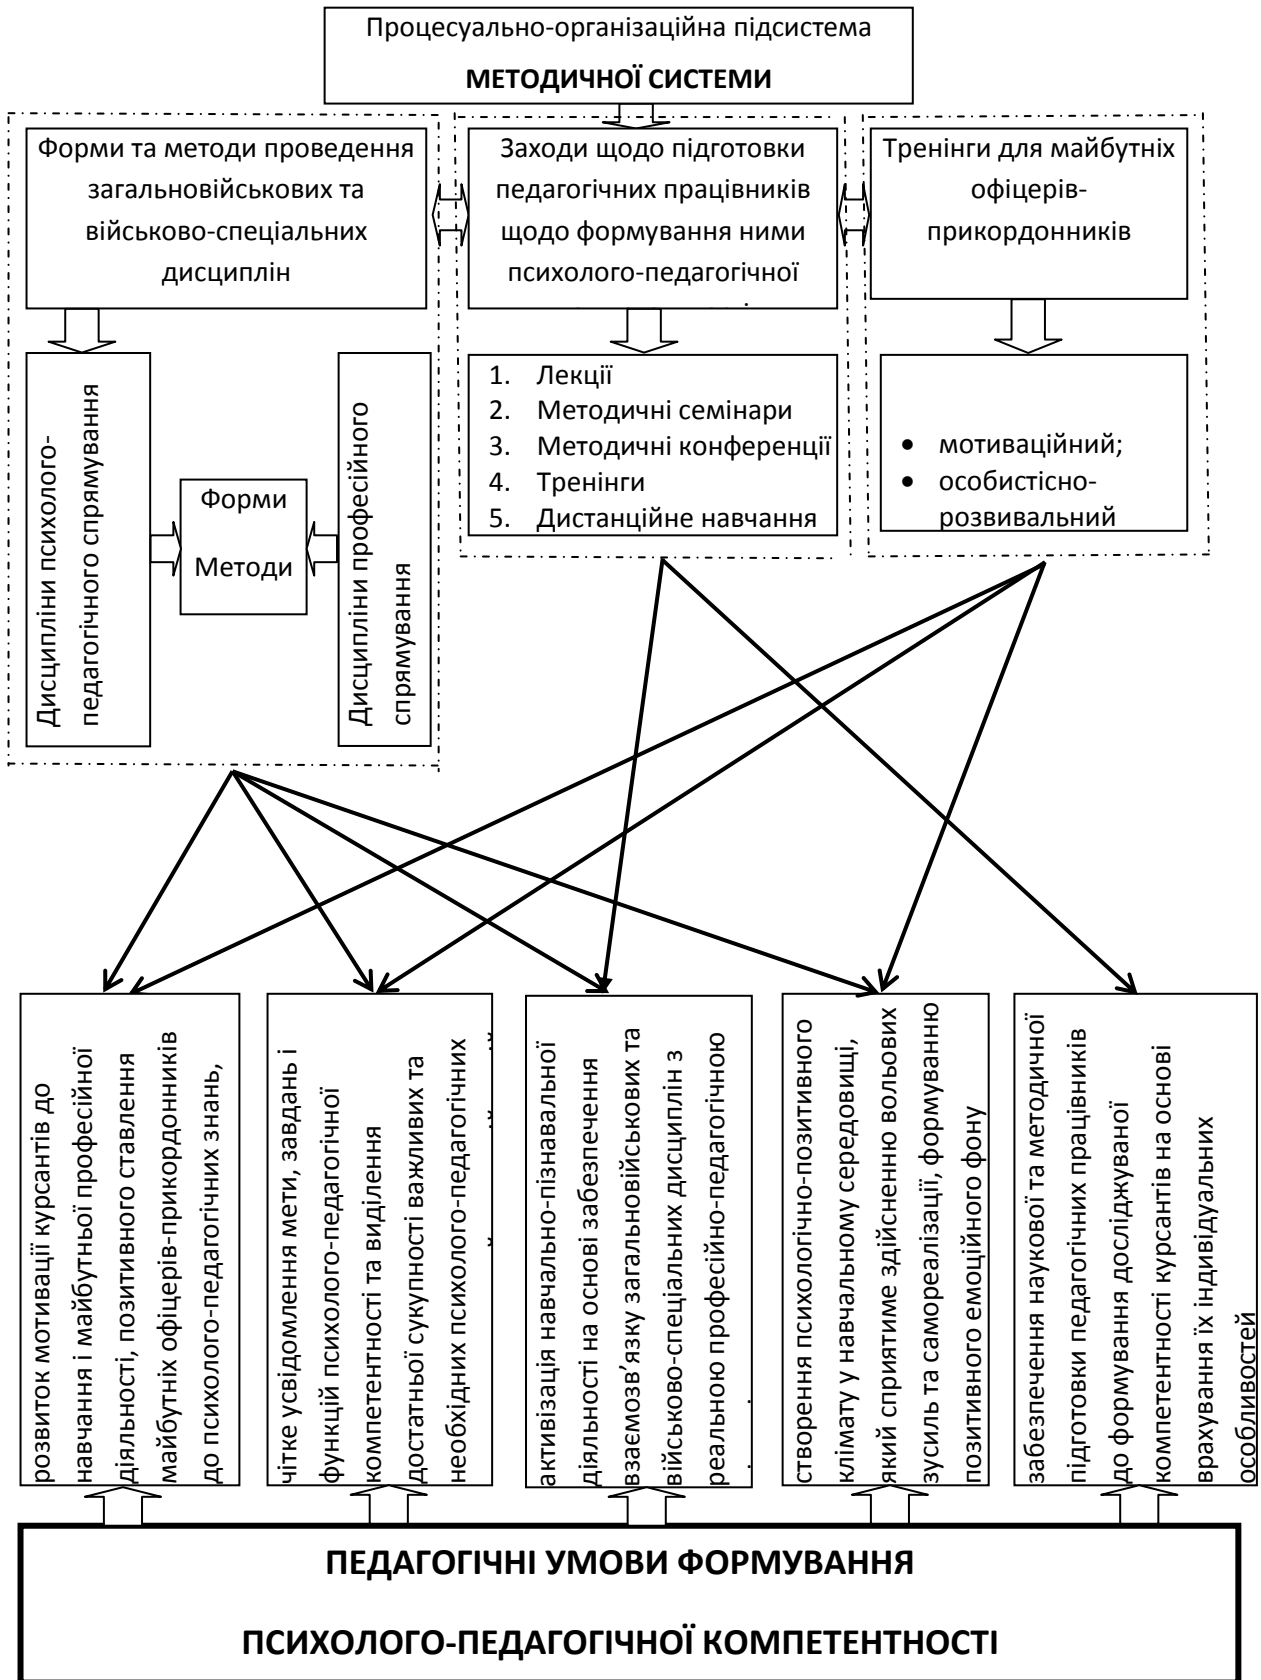 Процесуально-організаційна підсистема
МЕТОДИЧНОЇ СИСТЕМИ
Форми та методи проведення
загальновійськових та
військово-спеціальних
дисциплін
Заходи щодо підготовки
педагогічних працівників
щодо формування ними
психолого-педагогічної
Тренінги для майбутніх
офіцерів-
прикордонників
Дисципліни психолого-
педагогічного спрямування
Форми
Методи
Дисципліни професійного
спрямування
1. Лекції
2. Методичні семінари
3. Методичні конференції
4. Тренінги
5. Дистанційне навчання
• мотиваційний;
• особистісно-
розвивальний
розвиток мотивації курсантів до
навчання і майбутньої професійної
діяльності, позитивного ставлення
майбутніх офіцерів-прикордонників
до психолого-педагогічних знань,
чітке усвідомлення мети, завдань і
функцій психолого-педагогічної
компетентності та виділення
достатньої сукупності важливих та
необхідних психолого-педагогічних
активізація навчально-пізнавальної
діяльності на основі забезпечення
взаємозв’язку загальновійськових та
військово-спеціальних дисциплін з
реальною професійно-педагогічною
створення психологічно-позитивного
клімату у навчальному середовищі,
який сприятиме здійсненню вольових
зусиль та самореалізації, формуванню
позитивного емоційного фону
забезпечення наукової та методичної
підготовки педагогічних працівників
до формування досліджуваної
компетентності курсантів на основі
врахування їх індивідуальних
особливостей
ПЕДАГОГІЧНІ УМОВИ ФОРМУВАННЯ
ПСИХОЛОГО-ПЕДАГОГІЧНОЇ КОМПЕТЕНТНОСТІ